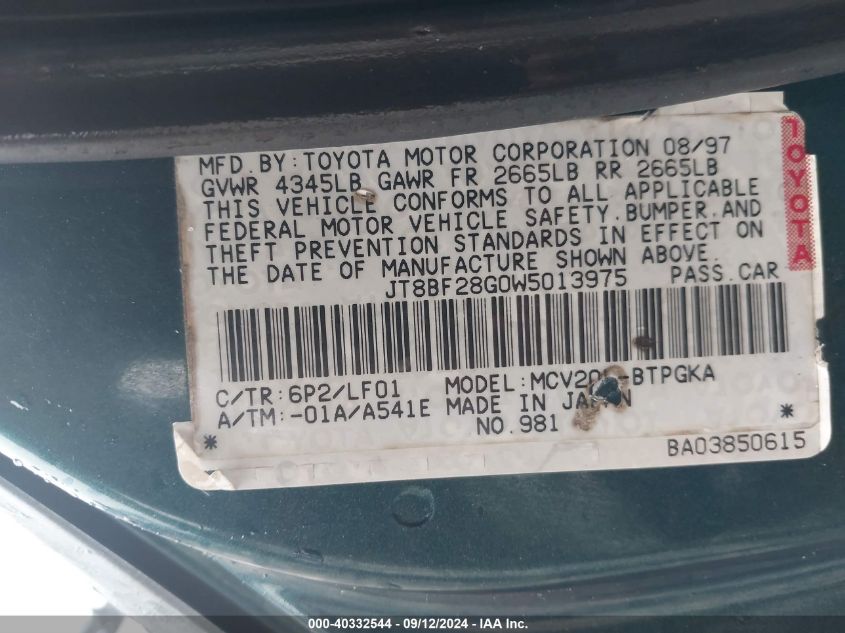 MFD.BY:TOYOTA MOTOR CORPORATION 08/97
GVWR 4345LB GAWR FR 2665LB RR 2665LB
THIS VEHICLE CONFORMS TO ALL APPLICABLE
FEDERAL MOTOR VEHICLE SAFETY.BUMPER.AND
THEFT PREVENTION STANDARDS IN EFFECT ON
THE DATE OF MANUFACTURE SHOWN ABOVE.
JT8BF28G0W5013975 PASS.CAR
TOYOTA
C/TR:6P2/LF01 MODEL:
A/TM:-01A/A541E MADE IN
* NO.981 *
BA03850615
000-40332544 - 09/12/2024 - IAA Inc.